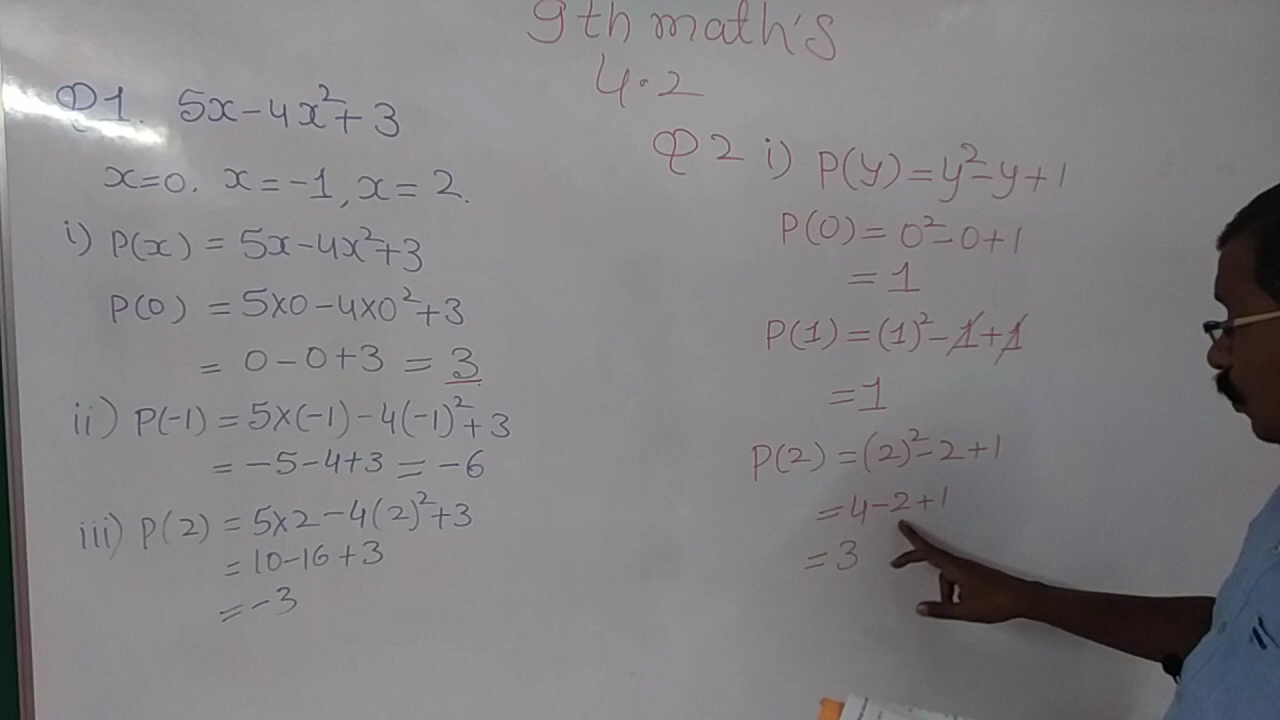 9th math's
4.2
Q1. 5x-4x²+3
x=0. x=-1, x=2.
i) P(x) = 5x-4x²+3
P(0) = 5x0-4x0²+3
= 0-0+3 = 3
ii) P(-1) = 5x(-1)-4(-1)²+3
= -5-4+3 = -6
iii) P(2) = 5x2-4(2)²+3
= 10-16+3
= -3
Q2 i) P(y)=y²-y+1
P(0)= 0²-0+1
= 1
P(1)=(1)²-1+1
=1
P(2)=(2)²-2+1
=4-2+1
=3